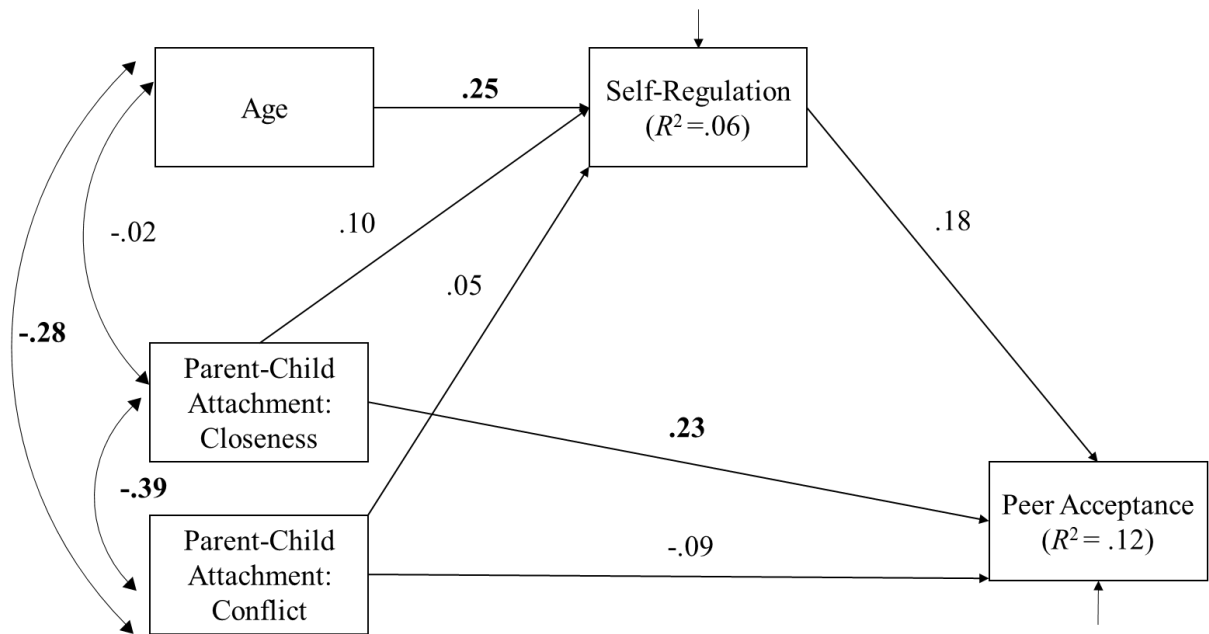 Age
.25
Self-Regulation
(R² =.06)
-.02
.10
.18
.05
-.28
Parent-Child
Attachment:
Closeness
.23
-.39
Peer Acceptance
(R² = .12)
Parent-Child
Attachment:
Conflict
-.09